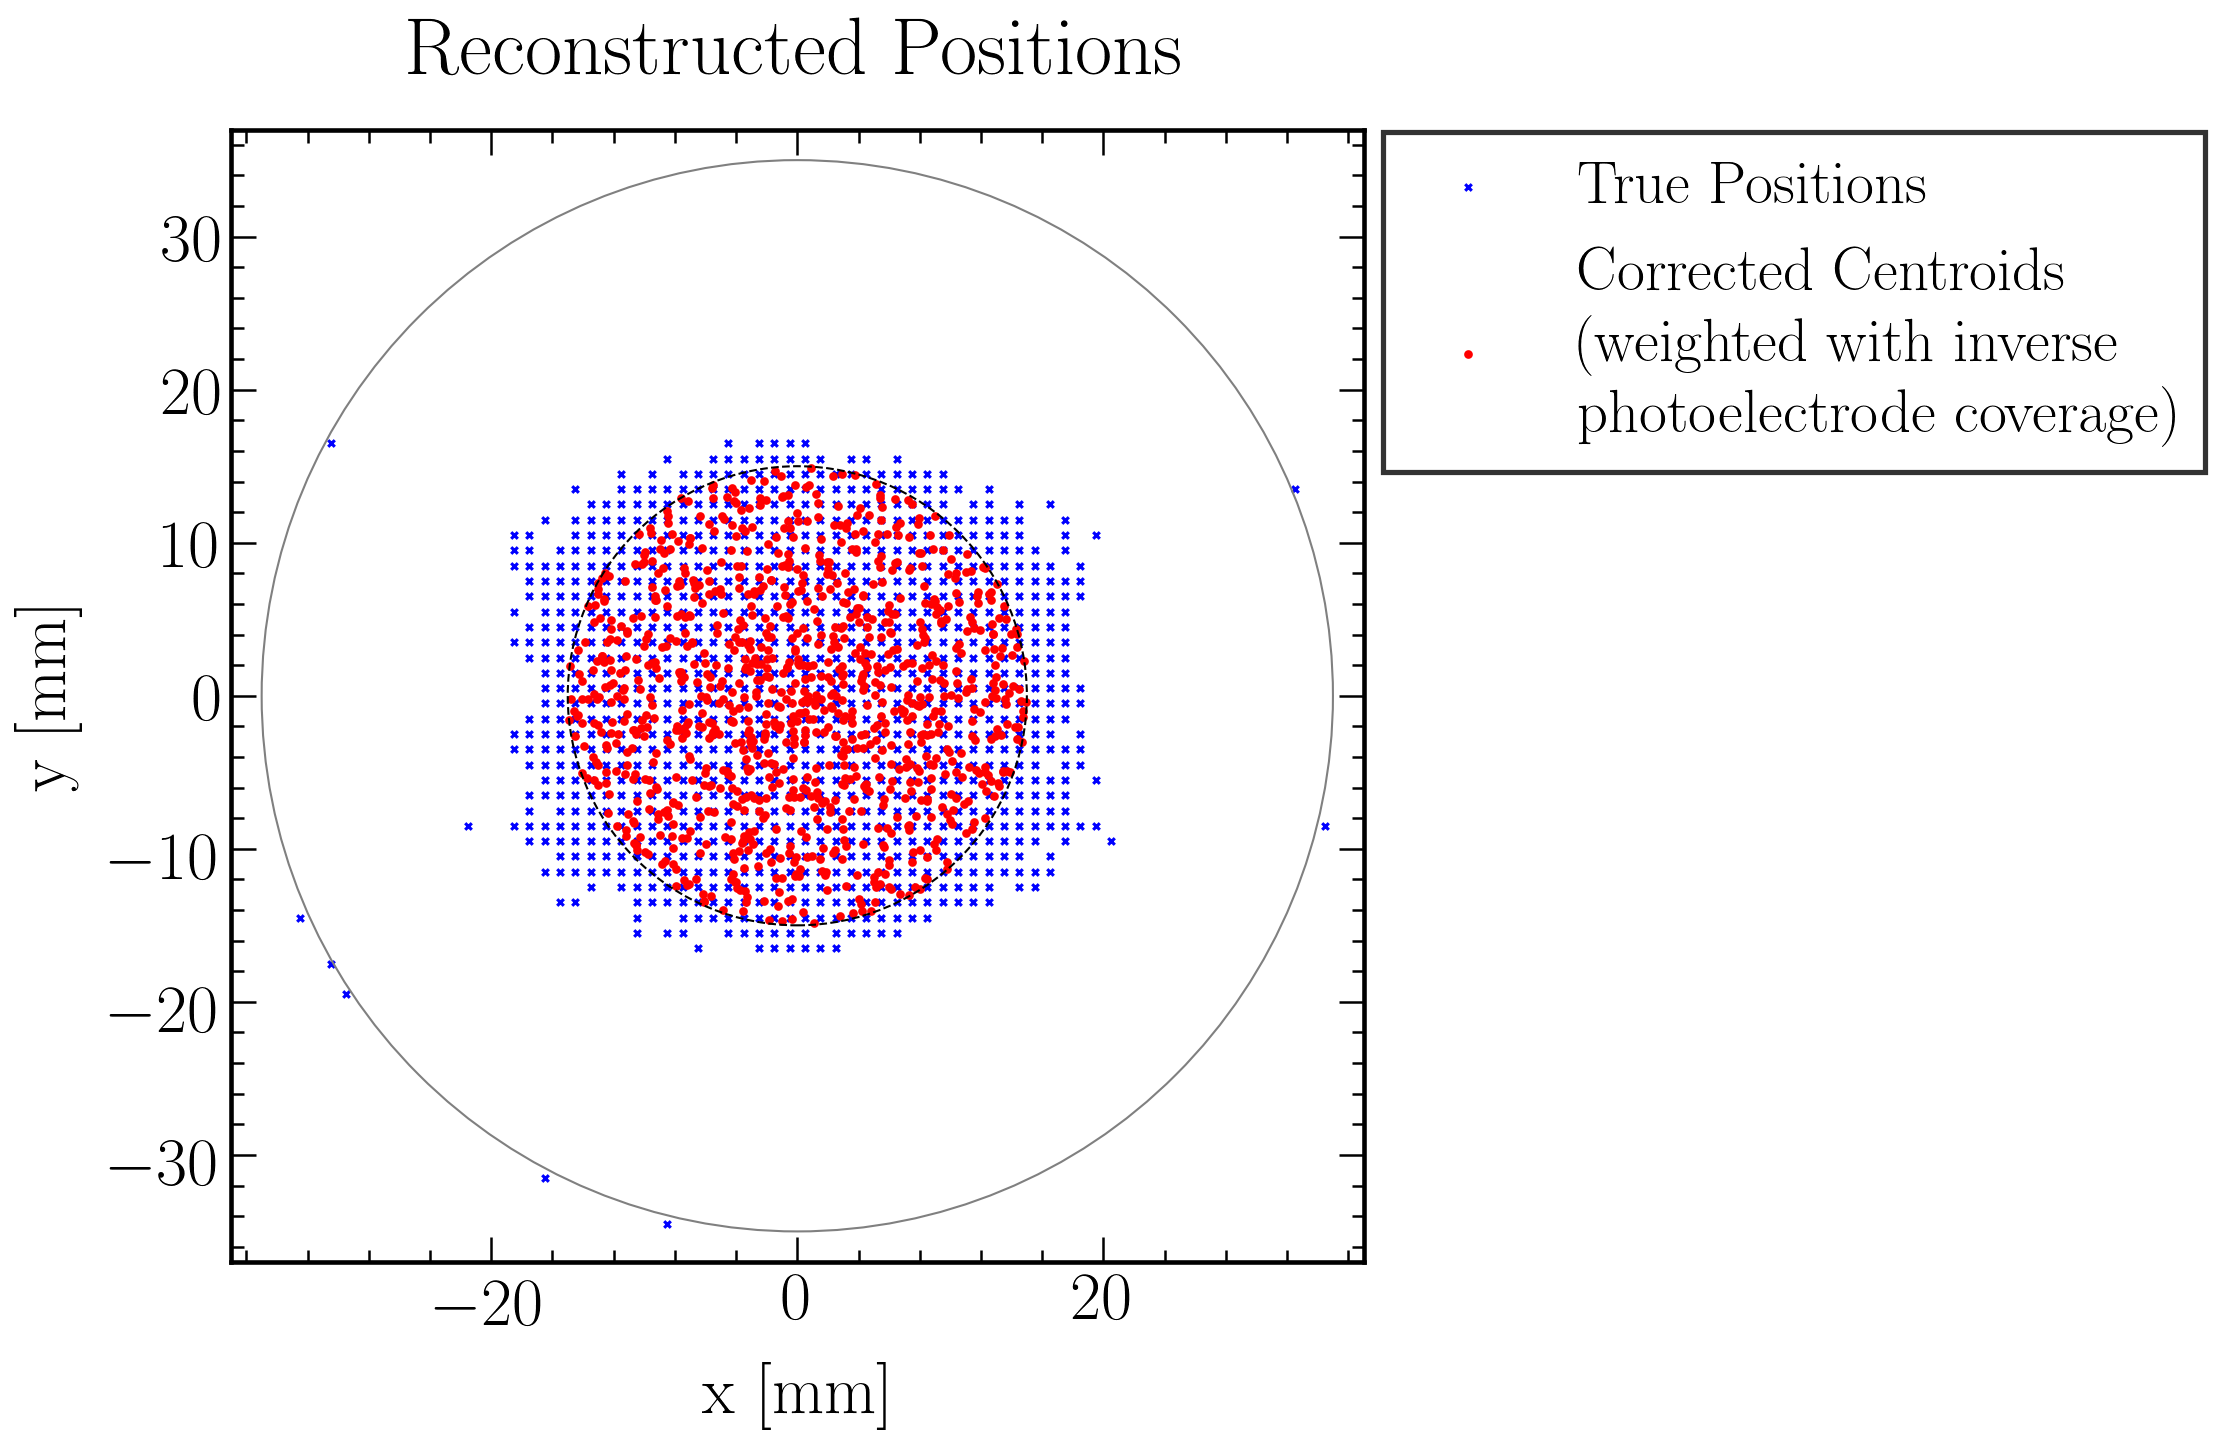 Reconstructed Positions
True Positions
Corrected Centroids
(weighted with inverse
photoelectrode coverage)
y [mm]
30
20
10
0
−10
−20
−30
−20 0 20
x [mm]